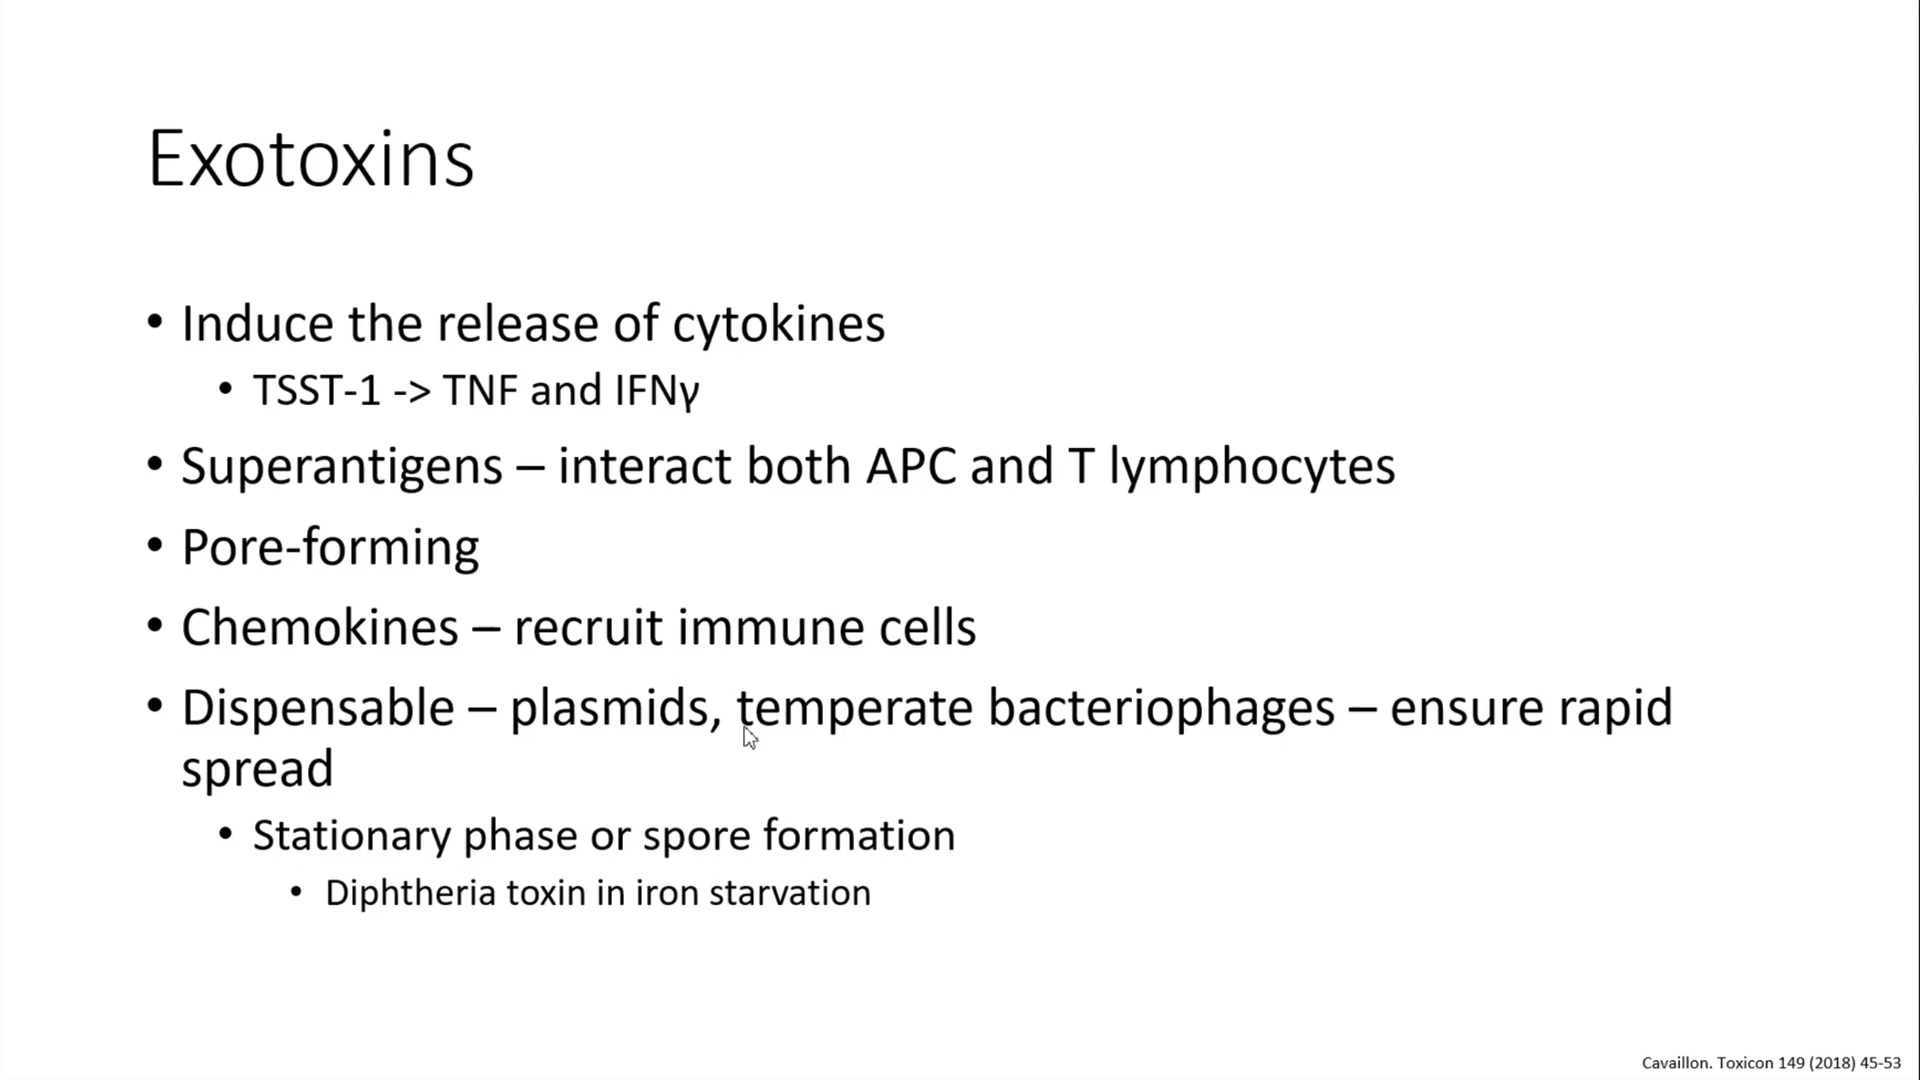 Exotoxins
• Induce the release of cytokines
• TSST-1 -> TNF and IFNγ
• Superantigens – interact both APC and T lymphocytes
• Pore-forming
• Chemokines – recruit immune cells
• Dispensable – plasmids, temperate bacteriophages – ensure rapid
spread
• Stationary phase or spore formation
• Diphtheria toxin in iron starvation
Cavaillon. Toxicon 149 (2018) 45-53